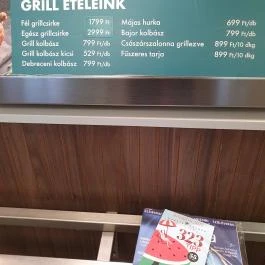 GRILL ÉTELEINK
Fél grillcsirke 1799 Ft
Egész grillcsirke 2999 Ft
Grill kolbász 799 Ft/db
Grill kolbász kicsi 529 Ft/db
Debreceni kolbász 799 Ft/db
Májas hurka 699 Ft/db
Bajor kolbász 799 Ft/db
Császárszalonna grillezve 899 Ft/10 dkg
Fűszeres tarja 899 Ft/10 dkg
323